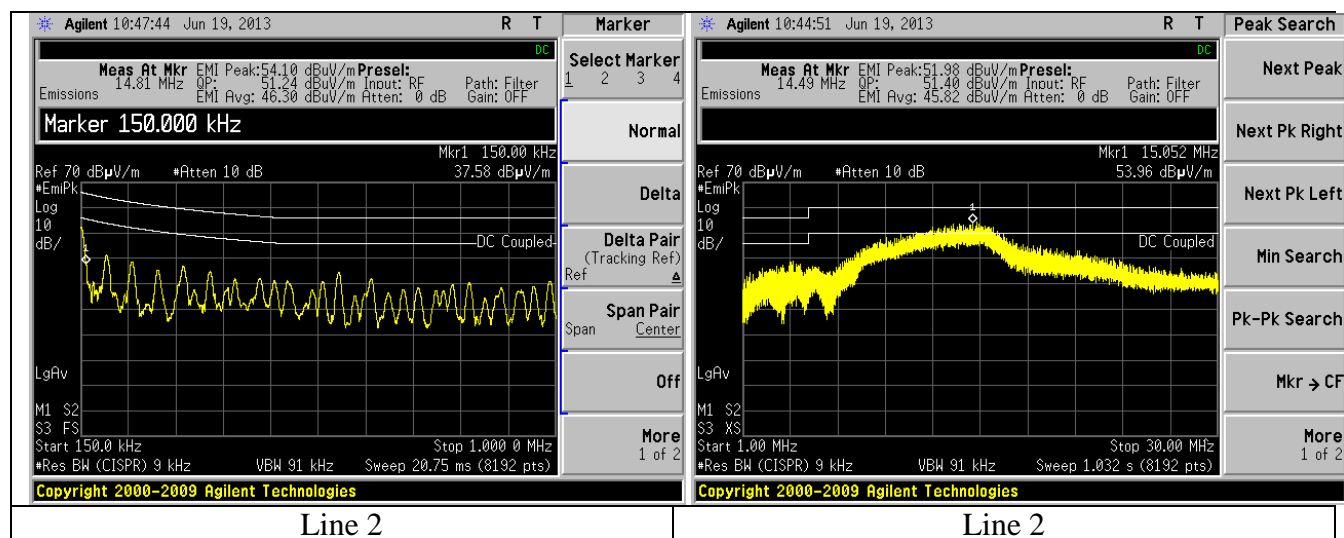 Agilent 10:47:44 Jun 19, 2013 R T
Marker
DC
Meas At Mkr EMI Peak:54.10 dBuV/m Presel:
14.81 MHz QP: 51.24 dBuV/m Input: RF Path: Filter
Emissions EMI Avg: 46.30 dBuV/m Atten: 0 dB Gain: OFF
Marker 150.000 kHz
Mkr1 150.00 kHz
Ref 70 dBµV/m #Atten 10 dB 37.58 dBµV/m
#EmiPk
Log
10
dB/
1
DC Coupled
LgAv
M1 S2
S3 FS
Start 150.0 kHz Stop 1.000 0 MHz
#Res BW (CISPR) 9 kHz VBW 91 kHz Sweep 20.75 ms (8192 pts)
Copyright 2000-2009 Agilent Technologies
Select Marker
1 2 3 4
Normal
Delta
Delta Pair
(Tracking Ref)
Ref Δ
Span Pair
Span Center
Off
More
1 of 2
Line 2
Agilent 10:44:51 Jun 19, 2013 R T
Peak Search
DC
Meas At Mkr EMI Peak:51.98 dBuV/m Presel:
14.49 MHz QP: 51.40 dBuV/m Input: RF Path: Filter
Emissions EMI Avg: 45.82 dBuV/m Atten: 0 dB Gain: OFF
Mkr1 15.052 MHz
Ref 70 dBµV/m #Atten 10 dB 53.96 dBµV/m
#EmiPk
Log
10
dB/
1
DC Coupled
LgAv
M1 S2
S3 XS
Start 1.00 MHz Stop 30.00 MHz
#Res BW (CISPR) 9 kHz VBW 91 kHz Sweep 1.032 s (8192 pts)
Copyright 2000-2009 Agilent Technologies
Next Peak
Next Pk Right
Next Pk Left
Min Search
Pk-Pk Search
Mkr → CF
More
1 of 2
Line 2